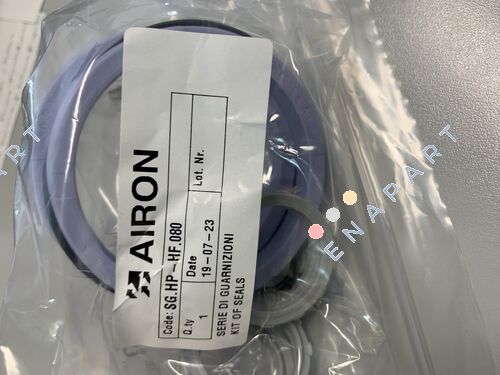 AIRON
Code: SG.HP-HF.080
Q.ty Date Lot. Nr.
1 19-07-23
SERIE DI GUARNIZIONI
KIT OF SEALS
ENAPART
ENAPART